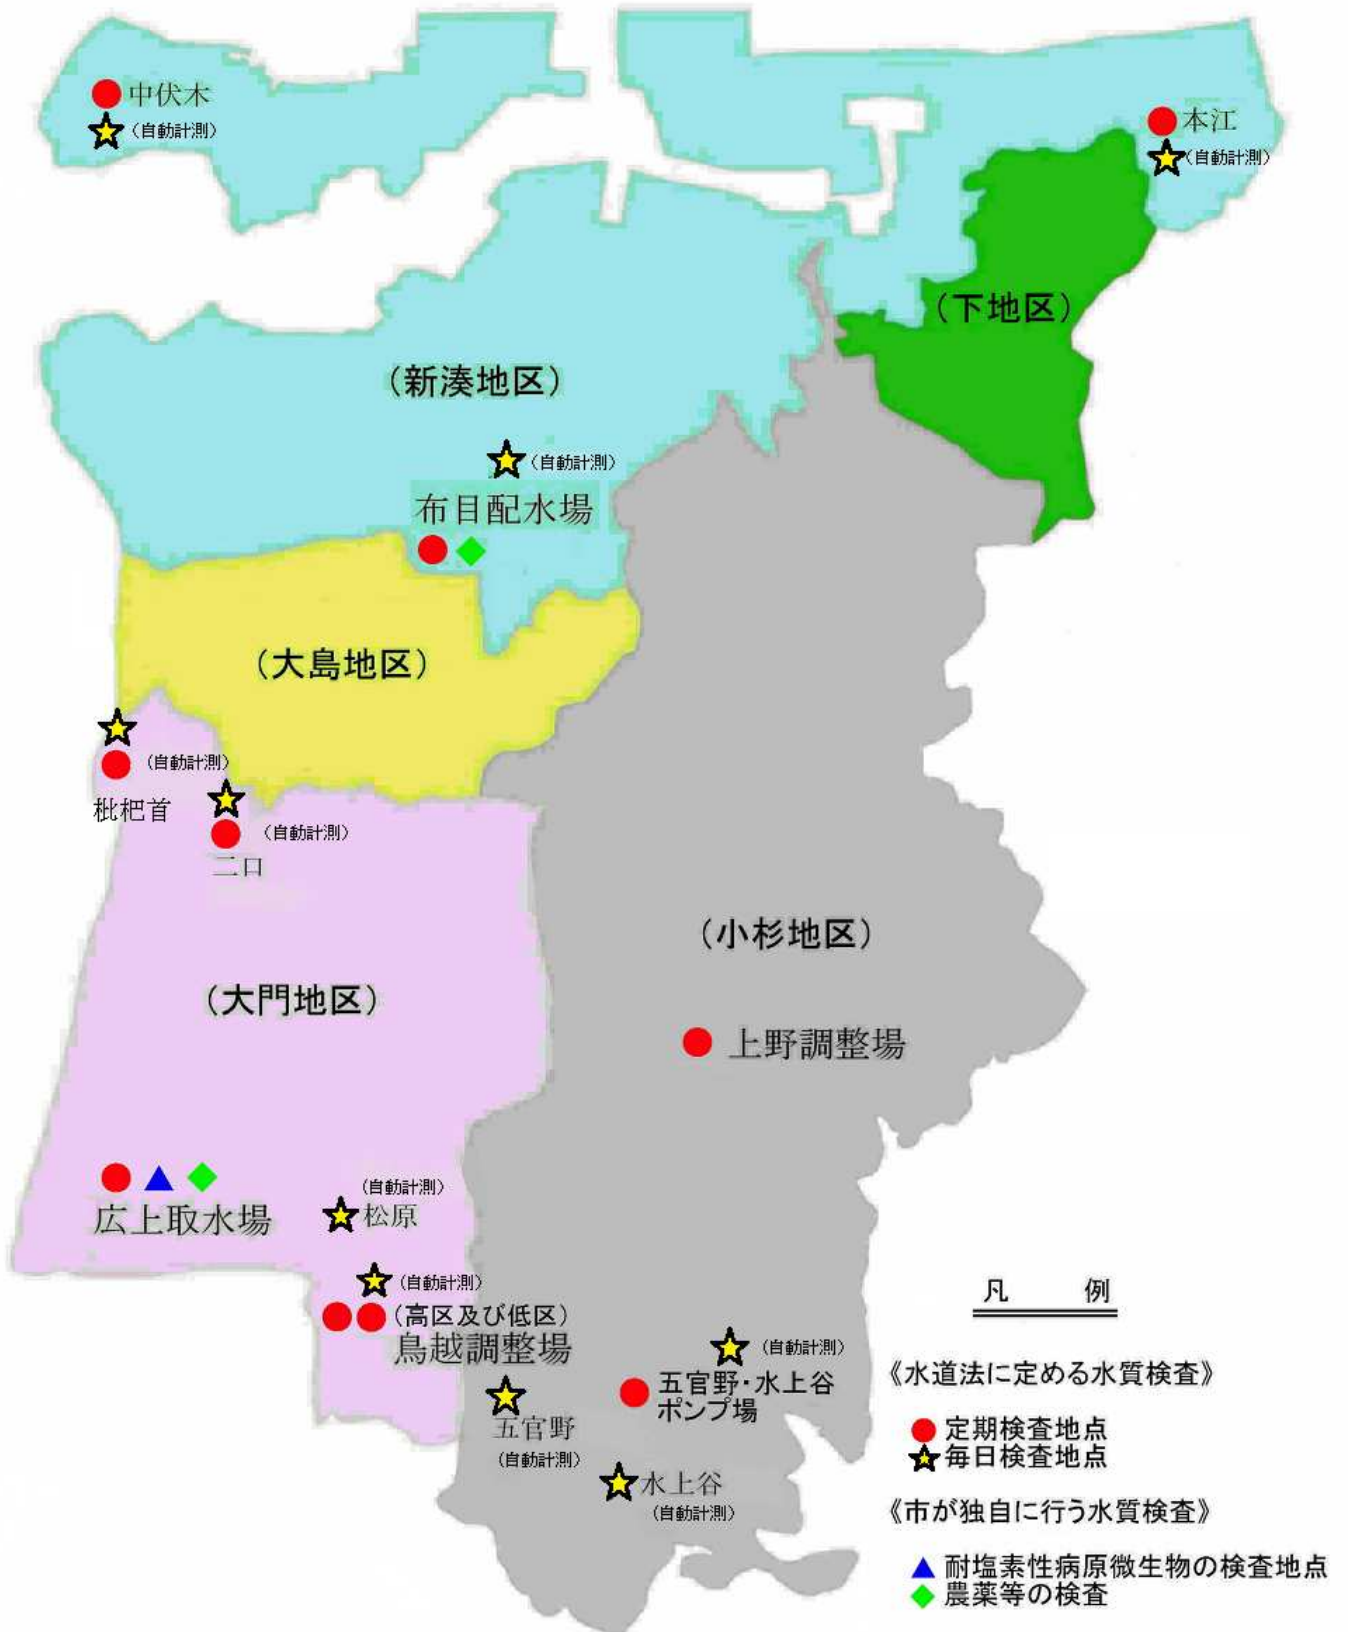 中伏木
(自動計測)
本江
(自動計測)
(下地区)
(新湊地区)
(自動計測)
布目配水場
(大島地区)
(自動計測)
枇杷首
(自動計測)
二口
(小杉地区)
(大門地区)
上野調整場
(自動計測)
松原
広上取水場
(自動計測)
(高区及び低区)
鳥越調整場
(自動計測)
五官野・水上谷
ポンプ場
五官野
(自動計測)
水上谷
(自動計測)
凡 例
《水道法に定める水質検査》
定期検査地点
毎日検査地点
《市が独自に行う水質検査》
耐塩素性病原微生物の検査地点
農薬等の検査